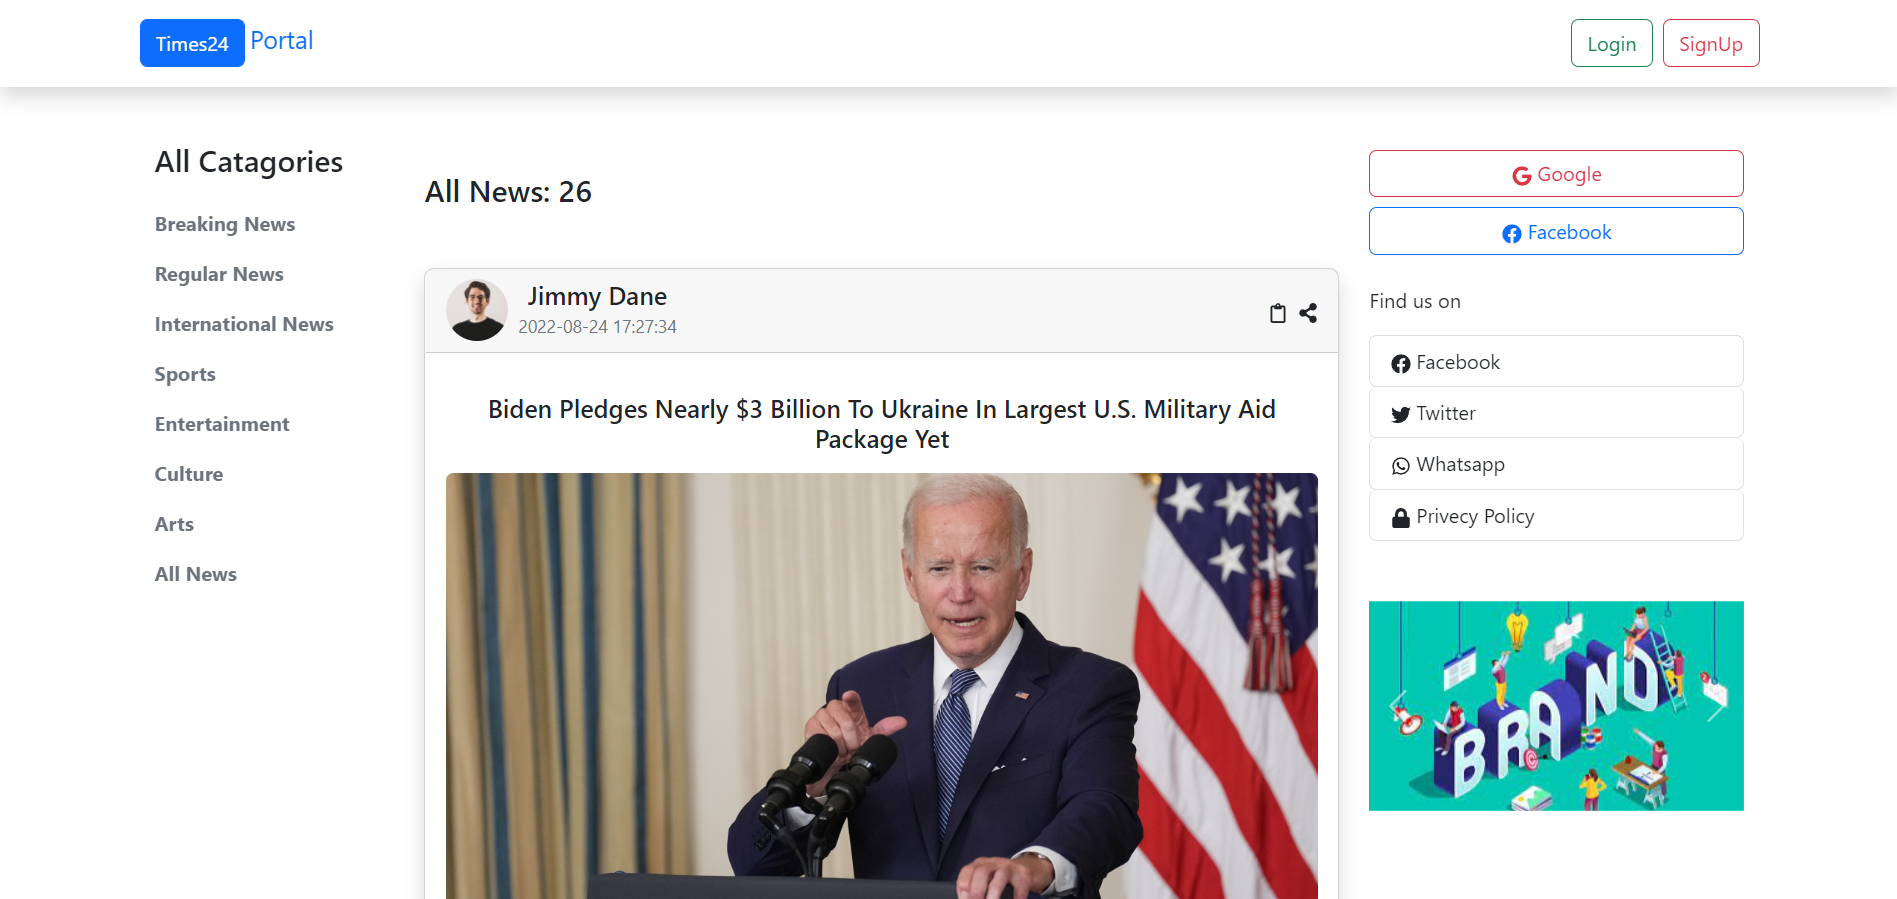 Times24 Portal
Login
SignUp
All Catagories
Breaking News
Regular News
International News
Sports
Entertainment
Culture
Arts
All News
All News: 26
Jimmy Dane
2022-08-24 17:27:34
Biden Pledges Nearly $3 Billion To Ukraine In Largest U.S. Military Aid
Package Yet
Google
Facebook
Find us on
Facebook
Twitter
Whatsapp
Privecy Policy
BRAND